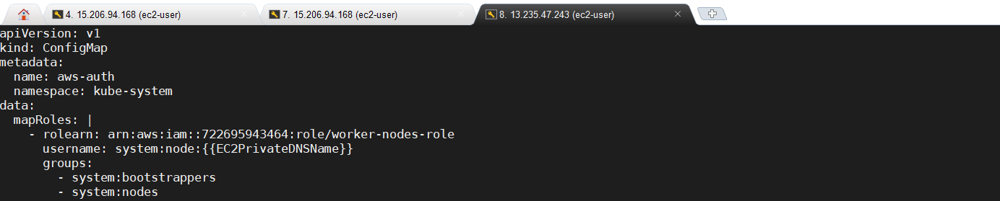 4. 15.206.94.168 (ec2-user)
7. 15.206.94.168 (ec2-user)
8. 13.235.47.243 (ec2-user)
apiVersion: v1
kind: ConfigMap
metadata:
  name: aws-auth
  namespace: kube-system
data:
  mapRoles: |
    - rolearn: arn:aws:iam::722695943464:role/worker-nodes-role
      username: system:node:{{EC2PrivateDNSName}}
      groups:
        - system:bootstrappers
        - system:nodes